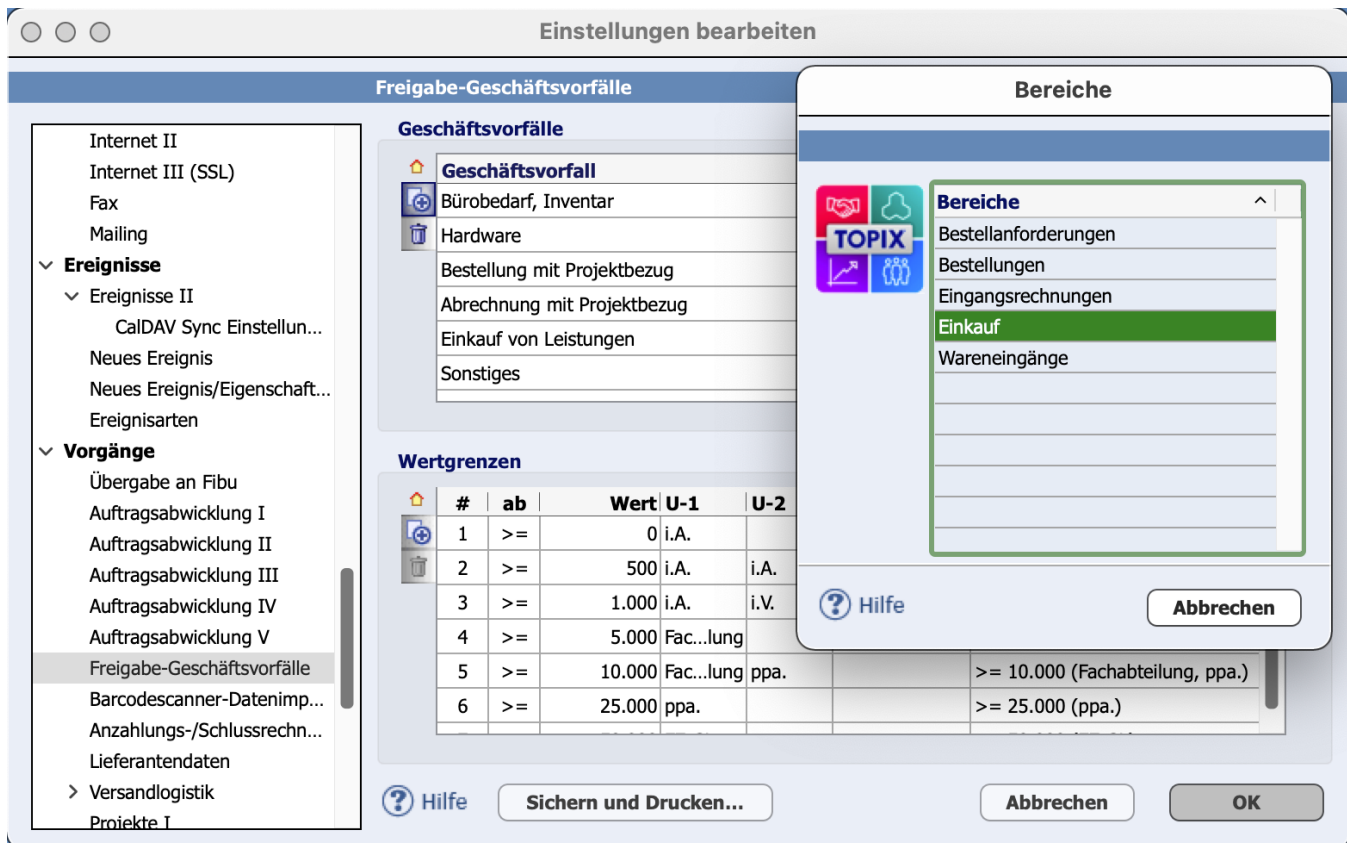 Einstellungen bearbeiten
Freigabe-Geschäftsvorfälle
Internet II
Internet III (SSL)
Fax
Mailing
Ereignisse
Ereignisse II
CalDAV Sync Einstellun...
Neues Ereignis
Neues Ereignis/Eigenschaft...
Ereignisarten
Vorgänge
Übergabe an Fibu
Auftragsabwicklung I
Auftragsabwicklung II
Auftragsabwicklung III
Auftragsabwicklung IV
Auftragsabwicklung V
Freigabe-Geschäftsvorfälle
Barcodescanner-Datenimp...
Anzahlungs-/Schlussrechn...
Lieferantendaten
Versandlogistik
Projekte I
Geschäftsvorfälle
Geschäftsvorfall
Bürobedarf, Inventar
Hardware
Bestellung mit Projektbezug
Abrechnung mit Projektbezug
Einkauf von Leistungen
Sonstiges
Wertgrenzen
# ab Wert U-1 U-2
1 >= 0 i.A.
2 >= 500 i.A. i.A.
3 >= 1.000 i.A. i.V.
4 >= 5.000 Fac...lung
5 >= 10.000 Fac...lung ppa. >= 10.000 (Fachabteilung, ppa.)
6 >= 25.000 ppa. >= 25.000 (ppa.)
Hilfe Sichern und Drucken... Abbrechen OK
Bereiche
TOPIX
Bereiche
Bestellanforderungen
Bestellungen
Eingangsrechnungen
Einkauf
Wareneingänge
Hilfe Abbrechen